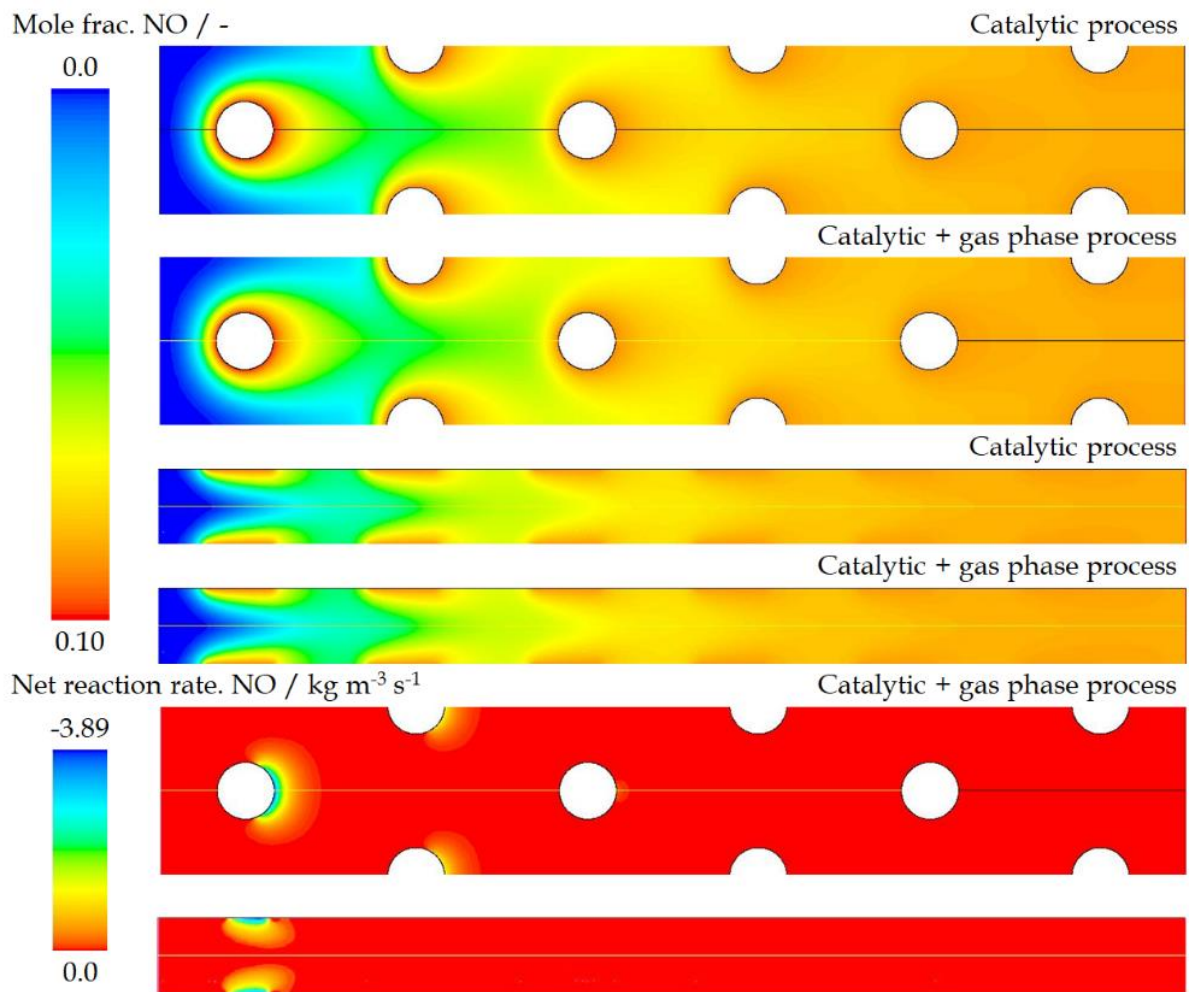 Mole frac. NO / -
Catalytic process
0.0
Catalytic + gas phase process
Catalytic process
Catalytic + gas phase process
0.10
Net reaction rate. NO / kg m⁻³ s⁻¹
Catalytic + gas phase process
-3.89
0.0